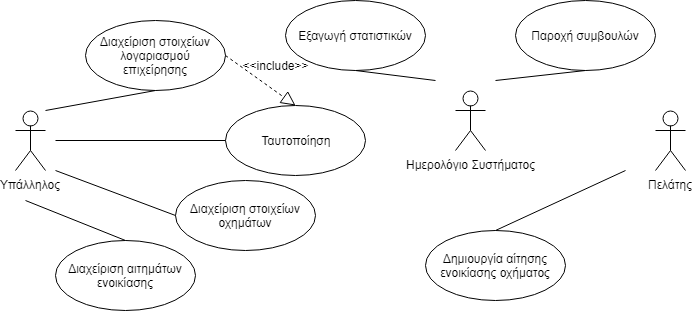 Διαχείριση στοιχείων
λογαριασμού
επιχείρησης
<<include>>
Εξαγωγή στατιστικών
Παροχή συμβουλών
Ταυτοποίηση
Ημερολόγιο Συστήματος
Υπάλληλος
Πελάτης
Διαχείριση στοιχείων
οχημάτων
Διαχείριση αιτημάτων
ενοικίασης
Δημιουργία αίτησης
ενοικίασης οχήματος